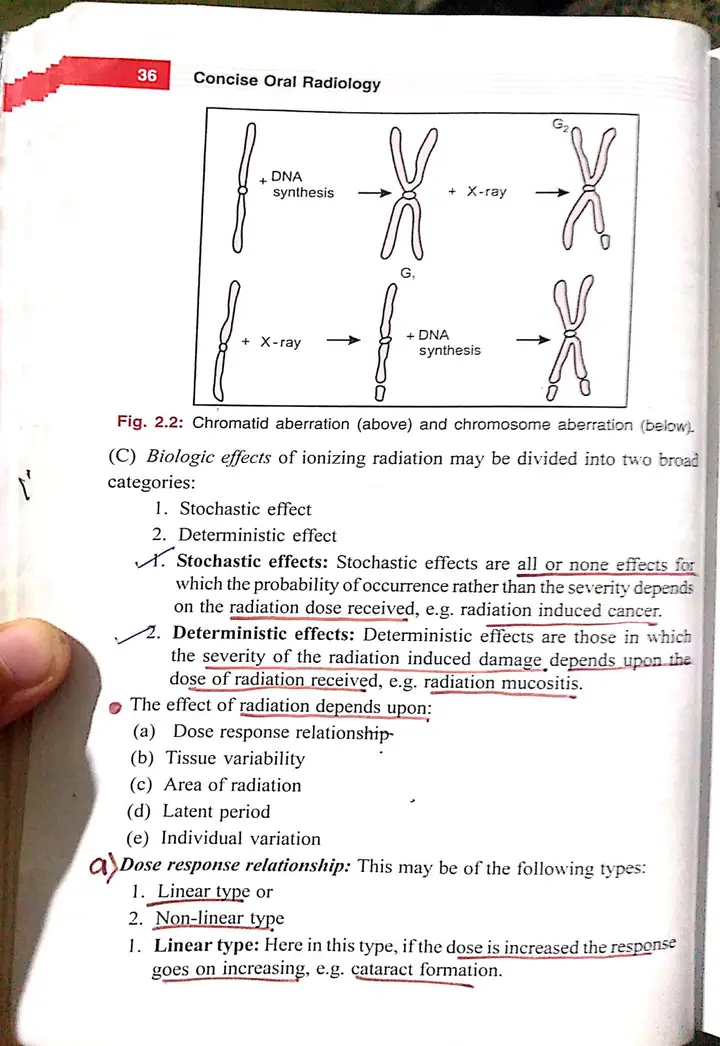 36
Concise Oral Radiology
G2
+ DNA
synthesis
+ X-ray
G1
+ X-ray
+ DNA
synthesis
Fig. 2.2: Chromatid aberration (above) and chromosome aberration (below).
(C) Biologic effects of ionizing radiation may be divided into two broad
categories:
1. Stochastic effect
2. Deterministic effect
1. Stochastic effects: Stochastic effects are all or none effects for
which the probability of occurrence rather than the severity depends
on the radiation dose received, e.g. radiation induced cancer.
2. Deterministic effects: Deterministic effects are those in which
the severity of the radiation induced damage depends upon the
dose of radiation received, e.g. radiation mucositis.
The effect of radiation depends upon:
(a) Dose response relationship
(b) Tissue variability
(c) Area of radiation
(d) Latent period
(e) Individual variation
a) Dose response relationship: This may be of the following types:
1. Linear type or
2. Non-linear type
1. Linear type: Here in this type, if the dose is increased the response
goes on increasing, e.g. cataract formation.